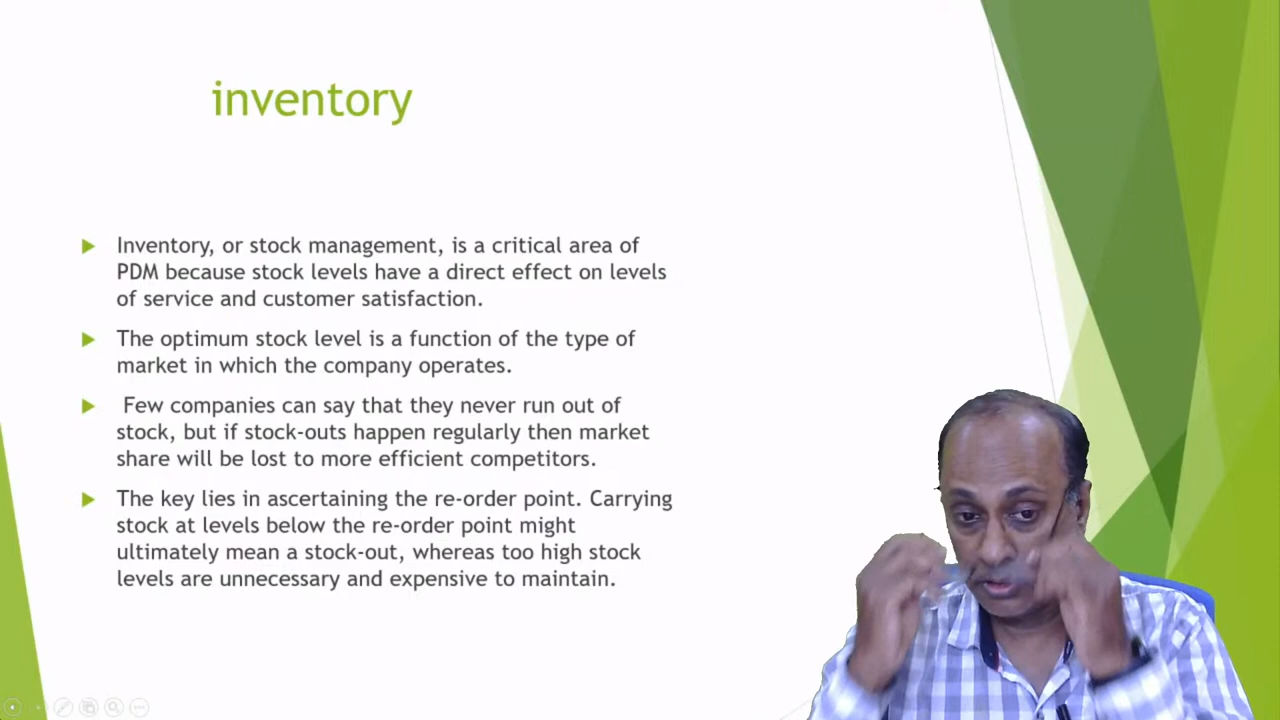 inventory
Inventory, or stock management, is a critical area of
PDM because stock levels have a direct effect on levels
of service and customer satisfaction.
The optimum stock level is a function of the type of
market in which the company operates.
Few companies can say that they never run out of
stock, but if stock-outs happen regularly then market
share will be lost to more efficient competitors.
The key lies in ascertaining the re-order point. Carrying
stock at levels below the re-order point might
ultimately mean a stock-out, whereas too high stock
levels are unnecessary and expensive to maintain.